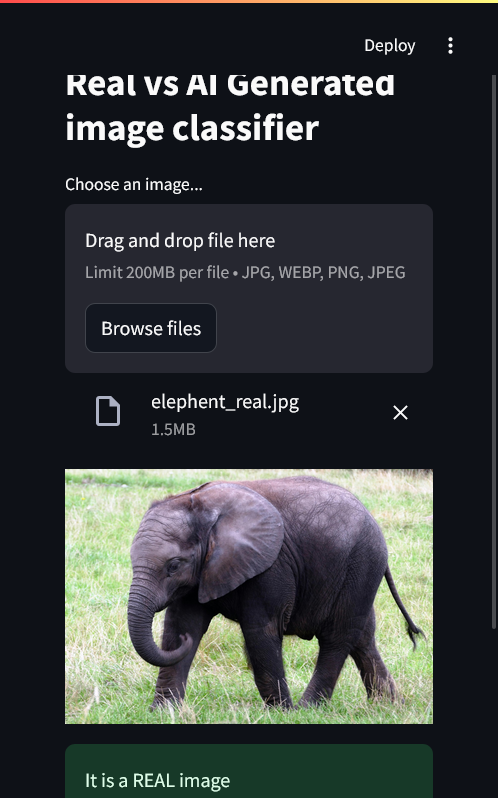 Deploy
Real vs AI Generated
image classifier
Choose an image...
Drag and drop file here
Limit 200MB per file • JPG, WEBP, PNG, JPEG
Browse files
elephent_real.jpg
1.5MB
It is a REAL image